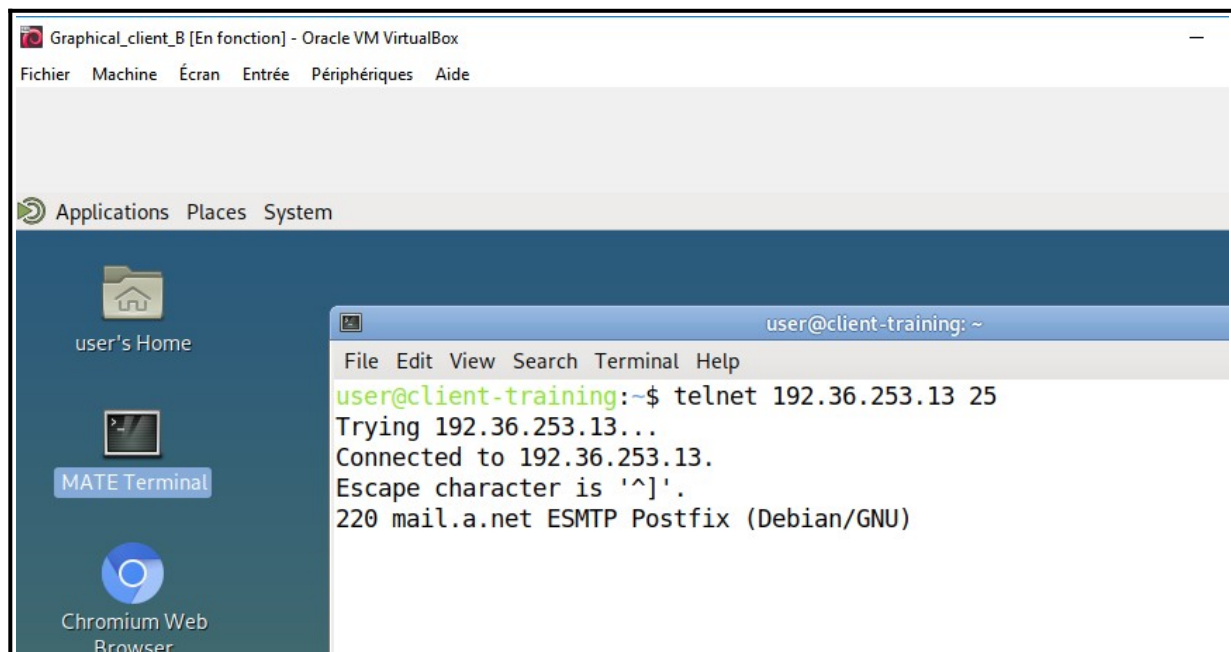 Graphical_client_B [En fonction] - Oracle VM VirtualBox
Fichier Machine Écran Entrée Périphériques Aide
Applications Places System
user's Home
MATE Terminal
Chromium Web
Browser
user@client-training: ~
File Edit View Search Terminal Help
user@client-training:~$ telnet 192.36.253.13 25
Trying 192.36.253.13...
Connected to 192.36.253.13.
Escape character is '^]'.
220 mail.a.net ESMTP Postfix (Debian/GNU)